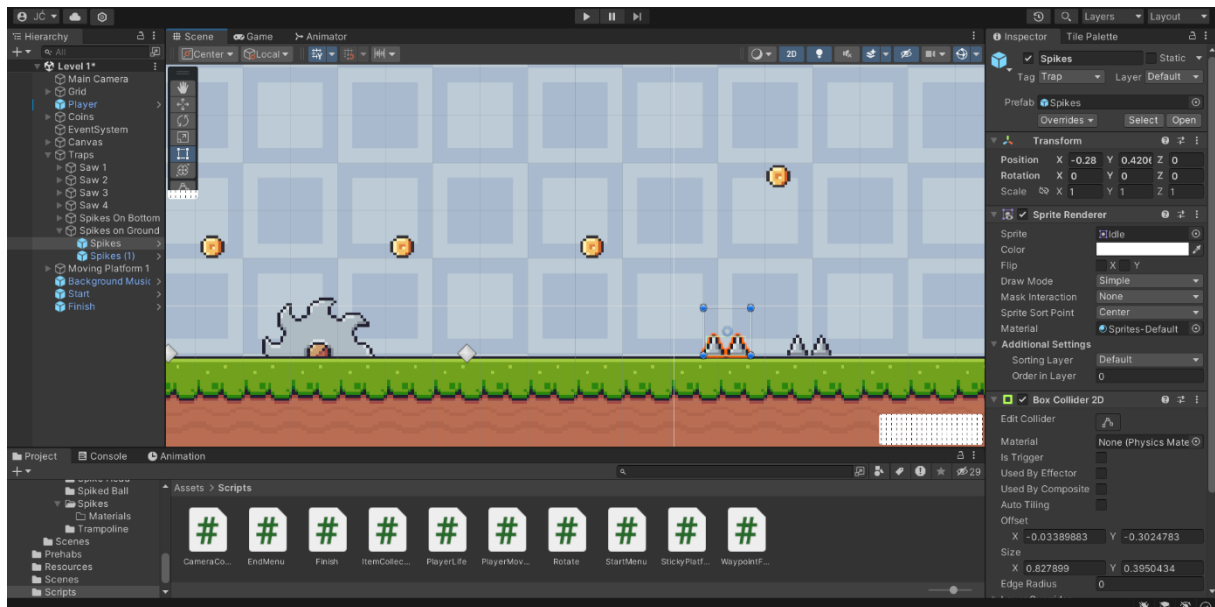 JĆ
Layers
Layout
Hierarchy
Scene
Game
Animator
Inspector
Tile Palette
All
Center
Local
2D
Level 1*
Main Camera
Grid
Player
Coins
EventSystem
Canvas
Traps
Saw 1
Saw 2
Saw 3
Saw 4
Spikes On Bottom
Spikes on Ground
Spikes
Spikes (1)
Moving Platform 1
Background Music
Start
Finish
Spikes
Static
Tag Trap
Layer Default
Prefab Spikes
Overrides
Select
Open
Transform
Position X -0.28 Y 0.4206 Z 0
Rotation X 0 Y 0 Z 0
Scale X 1 Y 1 Z 1
Sprite Renderer
Sprite Idle
Color
Flip X Y
Draw Mode Simple
Mask Interaction None
Sprite Sort Point Center
Material Sprites-Default
Additional Settings
Sorting Layer Default
Order in Layer 0
Box Collider 2D
Edit Collider
Material None (Physics Mate
Is Trigger
Used By Effector
Used By Composite
Auto Tiling
Offset
X -0.03389883 Y -0.3024783
Size
X 0.827899 Y 0.3950434
Edge Radius 0
Project
Console
Animation
29
Spike Head
Spiked Ball
Spikes
Materials
Trampoline
Scenes
Prehabs
Resources
Scenes
Scripts
Assets > Scripts
CameraCo...
EndMenu
Finish
ItemCollec...
PlayerLife
PlayerMov...
Rotate
StartMenu
StickyPlatf...
WaypointF...